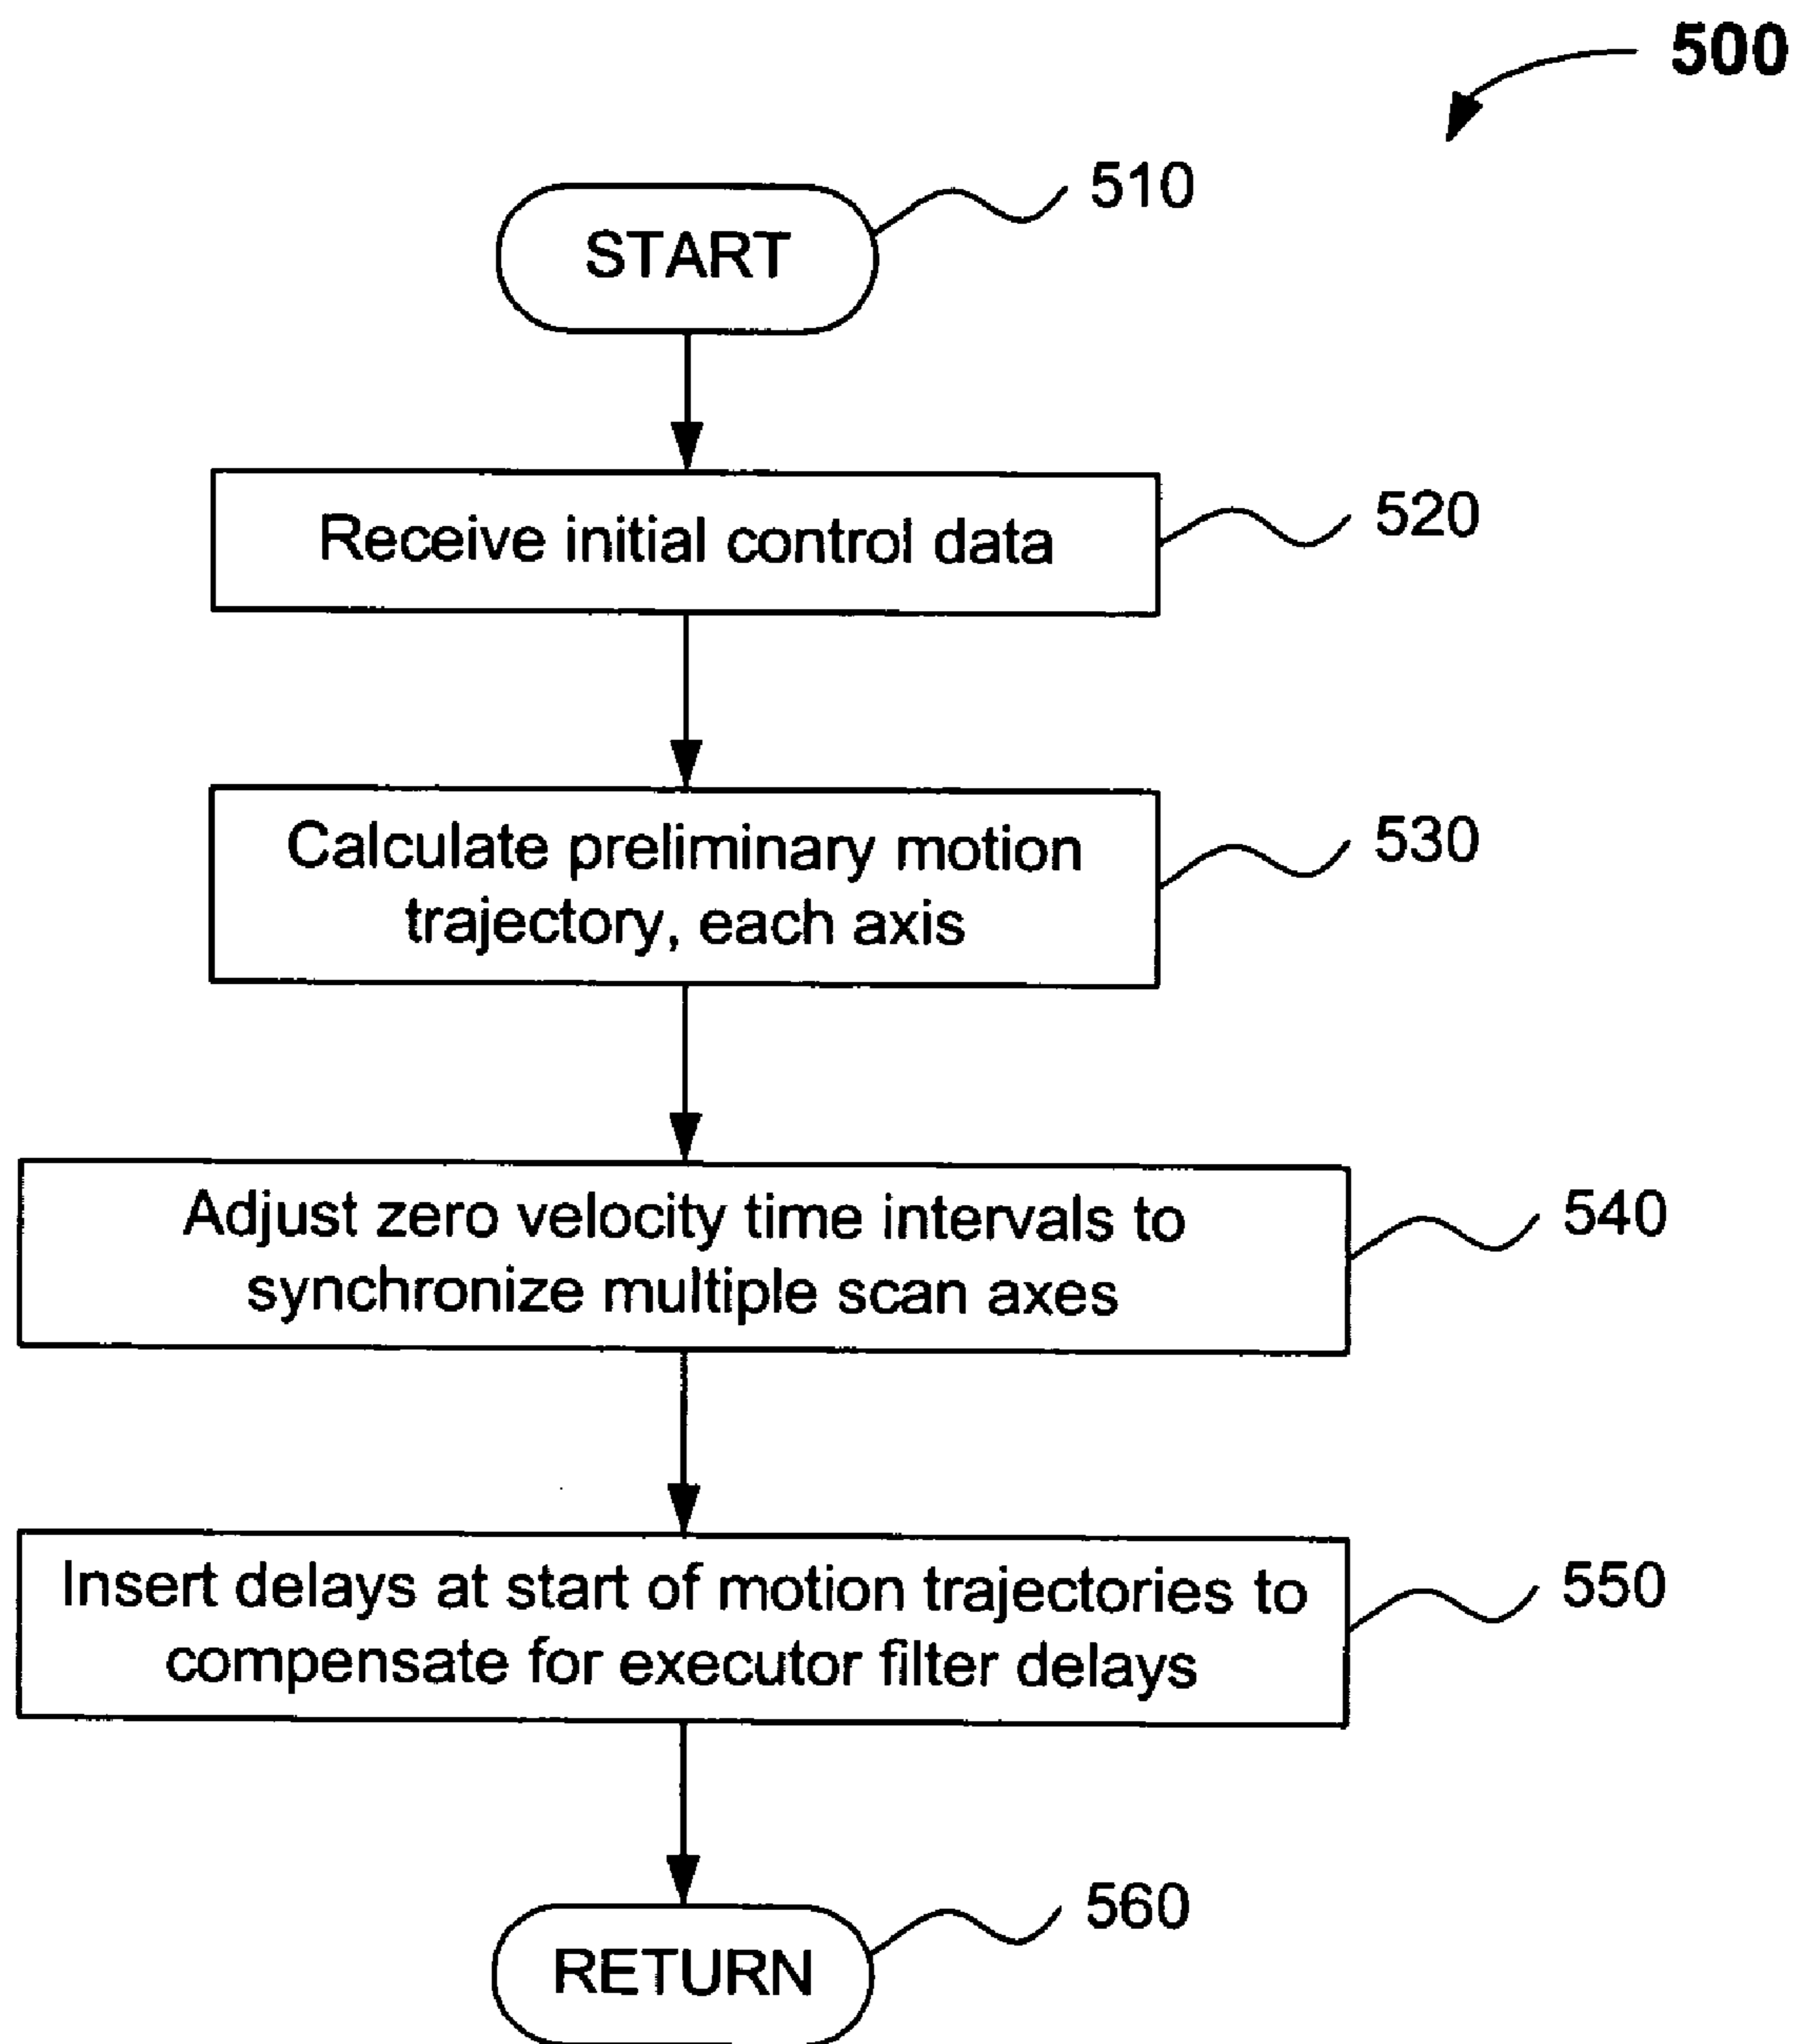 500
START
510
Receive initial control data
520
Calculate preliminary motion
trajectory, each axis
530
Adjust zero velocity time intervals to
synchronize multiple scan axes
540
Insert delays at start of motion trajectories to
compensate for executor filter delays
550
RETURN
560